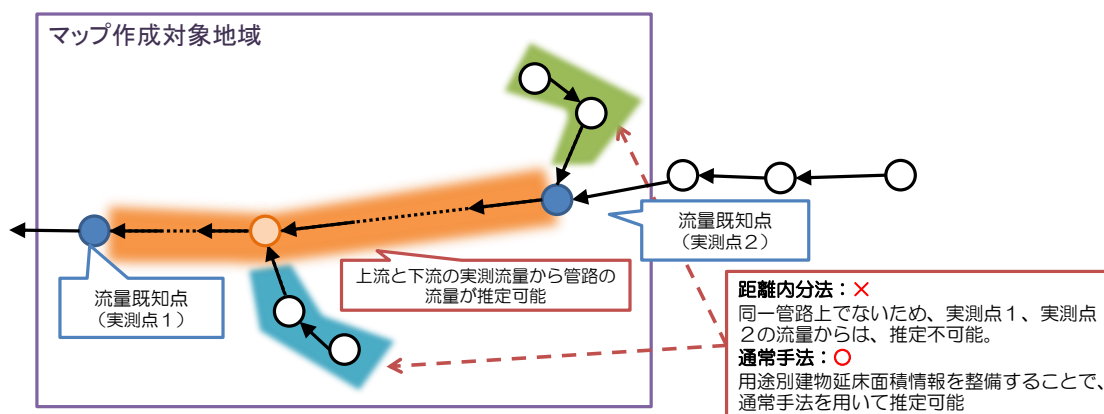 マップ作成対象地域
流量既知点
（実測点２）
上流と下流の実測流量から管路の
流量が推定可能
流量既知点
（実測点１）
距離内分法：×
同一管路上でないため、実測点１、実測点
２の流量からは、推定不可能。
通常手法：○
用途別建物延床面積情報を整備することで、
通常手法を用いて推定可能